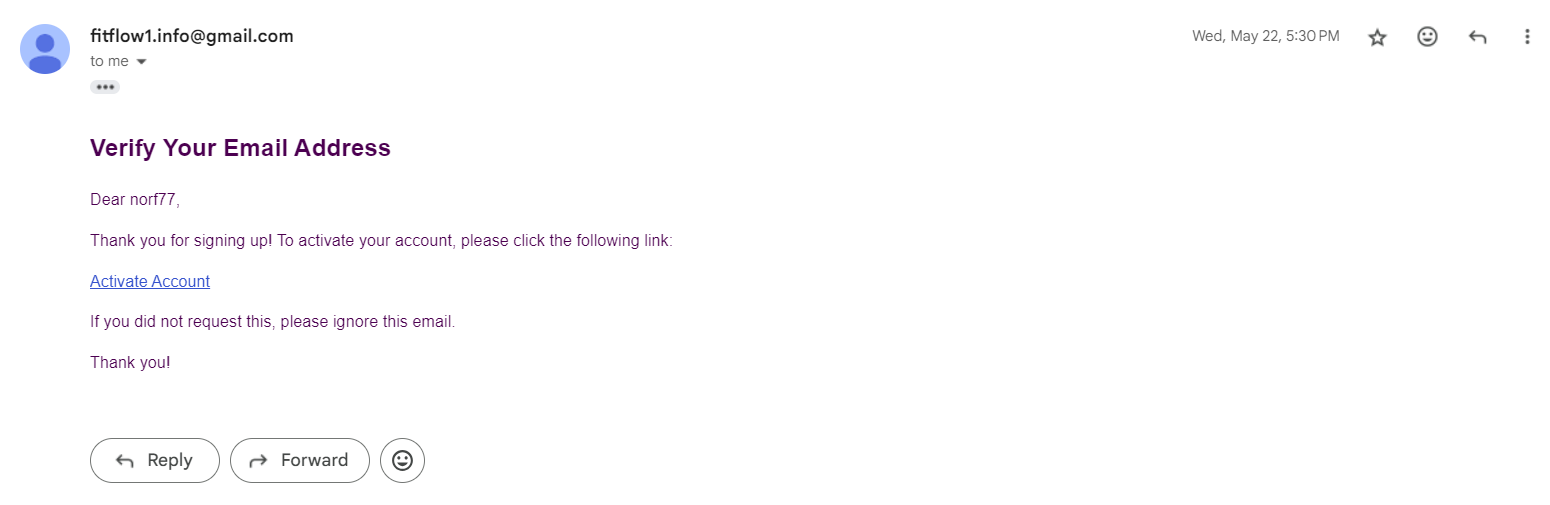 fitflow1.info@gmail.com
Wed, May 22, 5:30 PM
to me
Verify Your Email Address
Dear norf77,
Thank you for signing up! To activate your account, please click the following link:
Activate Account
If you did not request this, please ignore this email.
Thank you!
Reply
Forward